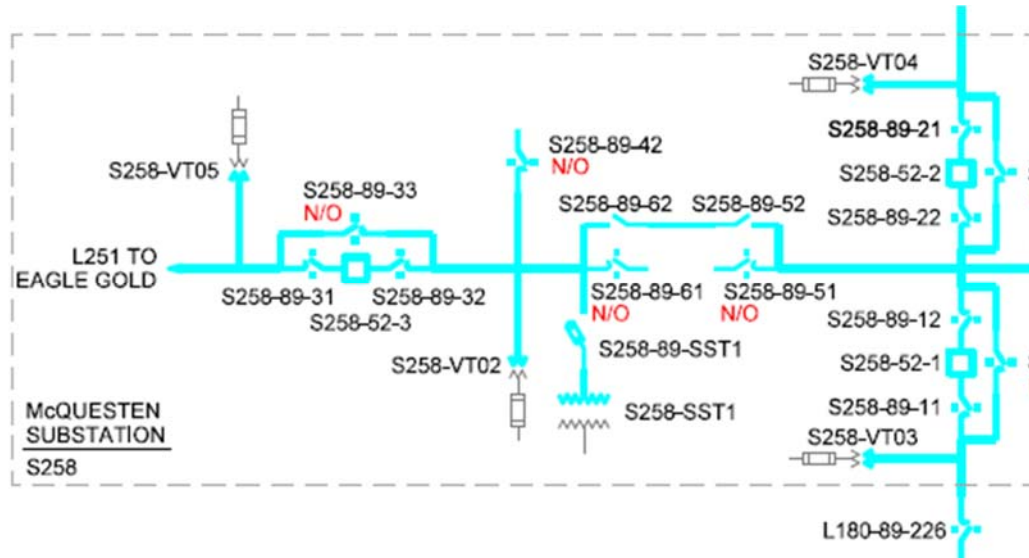 S258-VT04
S258-89-21
S258-52-2
S258-89-22
S258-VT05
S258-89-42
N/O
S258-89-33
N/O
S258-89-62
S258-89-52
L251 TO
EAGLE GOLD
S258-89-31
S258-89-32
S258-52-3
S258-89-61
N/O
S258-89-51
N/O
S258-89-12
S258-52-1
S258-89-11
S258-89-SST1
S258-VT02
S258-SST1
S258-VT03
McQUESTEN
SUBSTATION
S258
L180-89-226